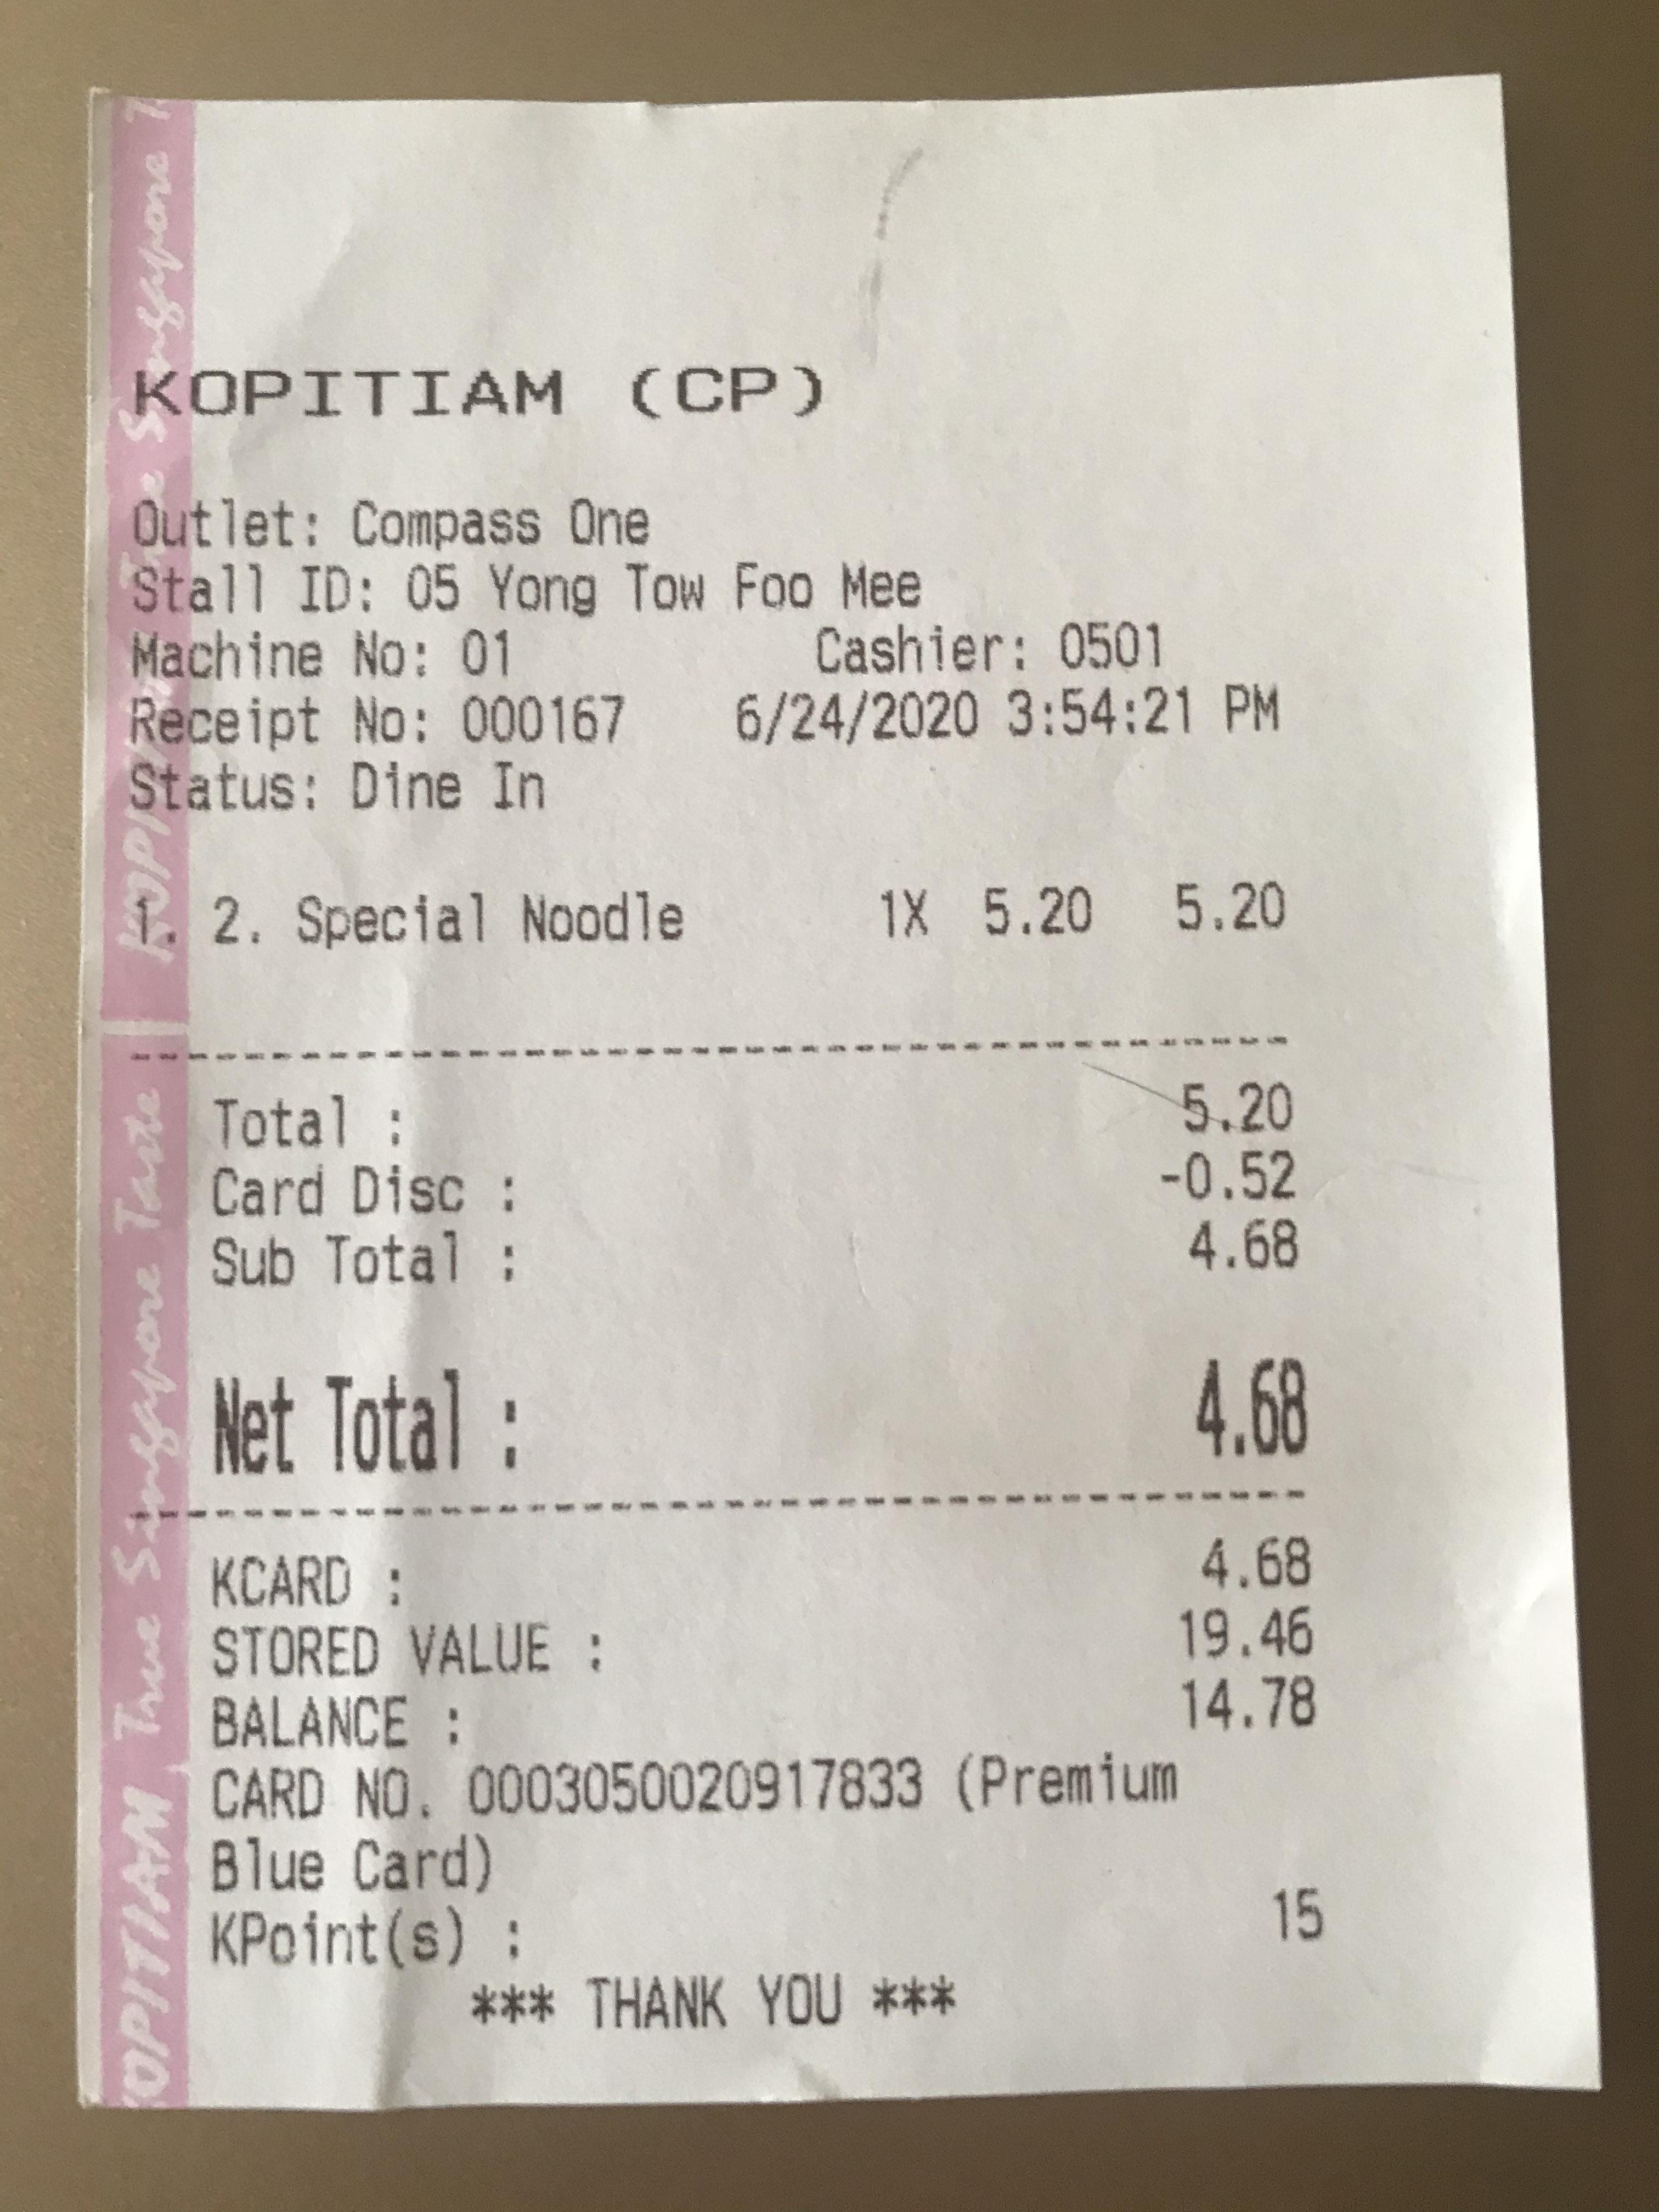 KOPITIAM (CP)
Outlet: Compass One
Stall ID: 05 Yong Tow Foo Mee
Machine No: 01 Cashier: 0501
Receipt No: 000167 6/24/2020 3:54:21 PM
Status: Dine In
1. 2. Special Noodle 1X 5.20 5.20
Total : 5.20
Card Disc : -0.52
Sub Total : 4.68
Net Total : 4.68
KCARD : 4.68
STORED VALUE : 19.46
BALANCE : 14.78
CARD NO. 0003050020917833 (Premium
Blue Card)
KPoint(s) : 15
*** THANK YOU ***
KOPITIAM True Singapore Taste
KOPITIAM True Singapore